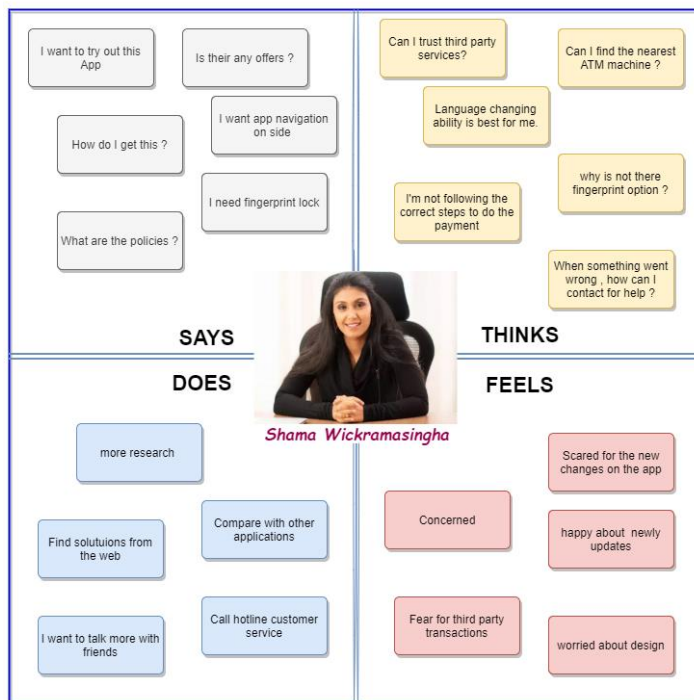 I want to try out this
App
Is their any offers ?
How do I get this ?
I want app navigation
on side
I need fingerprint lock
What are the policies ?
SAYS
Can I trust third party
services?
Can I find the nearest
ATM machine ?
Language changing
ability is best for me.
why is not there
fingerprint option ?
I'm not following the
correct steps to do the
payment
When something went
wrong , how can I
contact for help ?
THINKS
Shama Wickramasingha
DOES
more research
Compare with other
applications
Find solutuions from
the web
Call hotline customer
service
I want to talk more with
friends
FEELS
Scared for the new
changes on the app
Concerned
happy about newly
updates
Fear for third party
transactions
worried about design